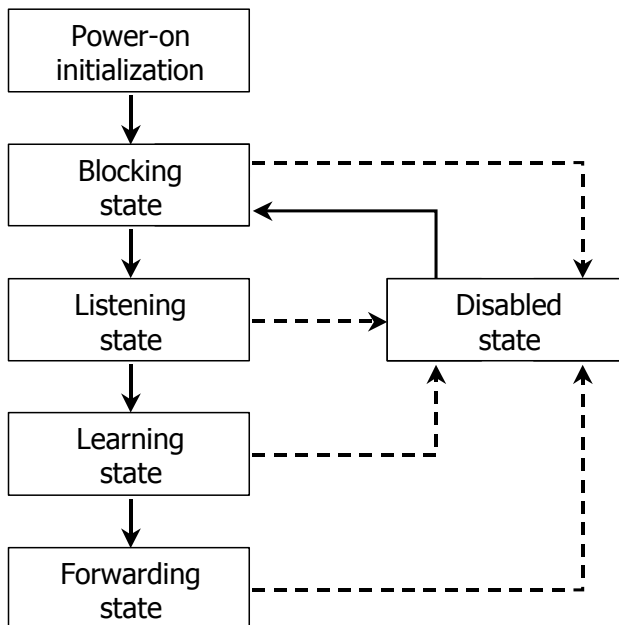 Power-on
initialization
Blocking
state
Listening
state
Disabled
state
Learning
state
Forwarding
state